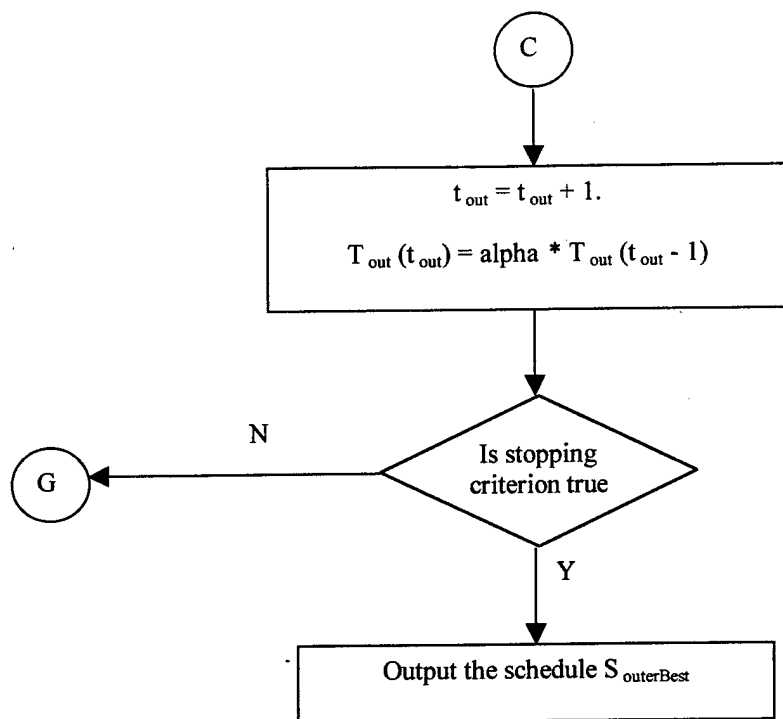 C
t out = t out + 1.
T out (t out) = alpha * T out (t out - 1)
N
Is stopping
criterion true
G
Y
Output the schedule S outerBest